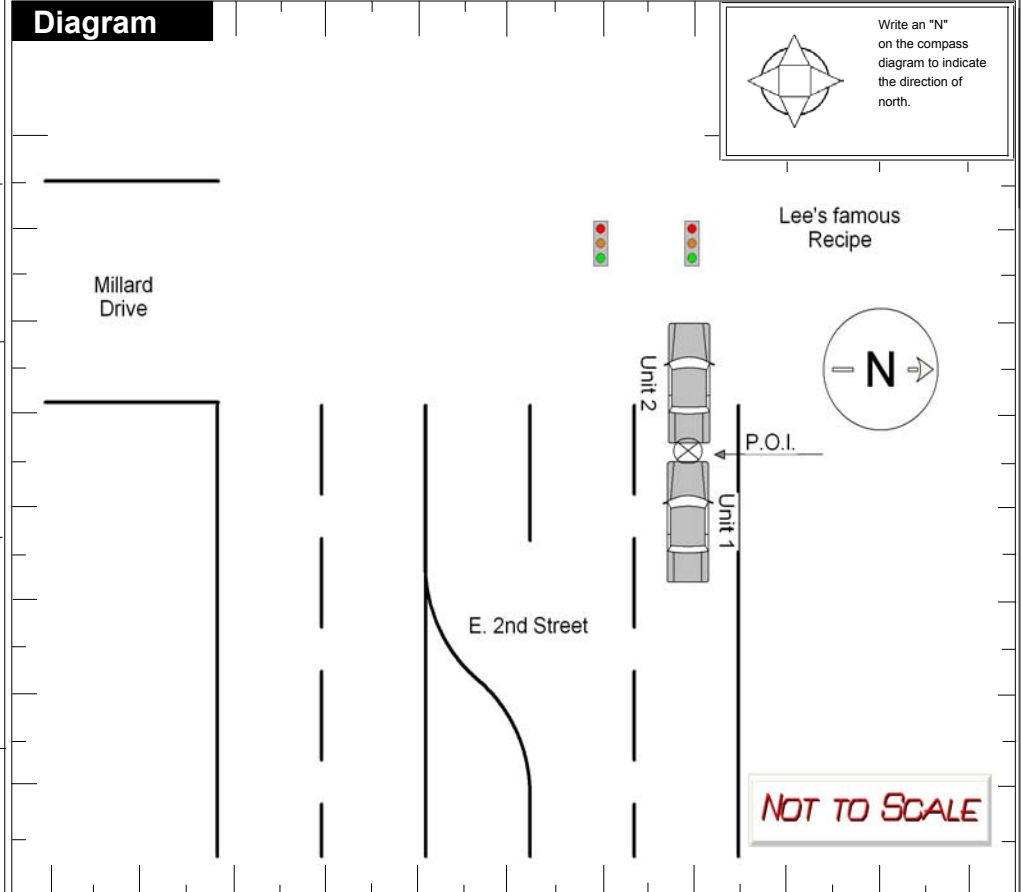 Diagram
Write an "N"
on the compass
diagram to indicate
the direction of
north.
Lee's famous
Recipe
Millard
Drive
N
Unit 2
P.O.I.
Unit 1
E. 2nd Street
NOT TO SCALE